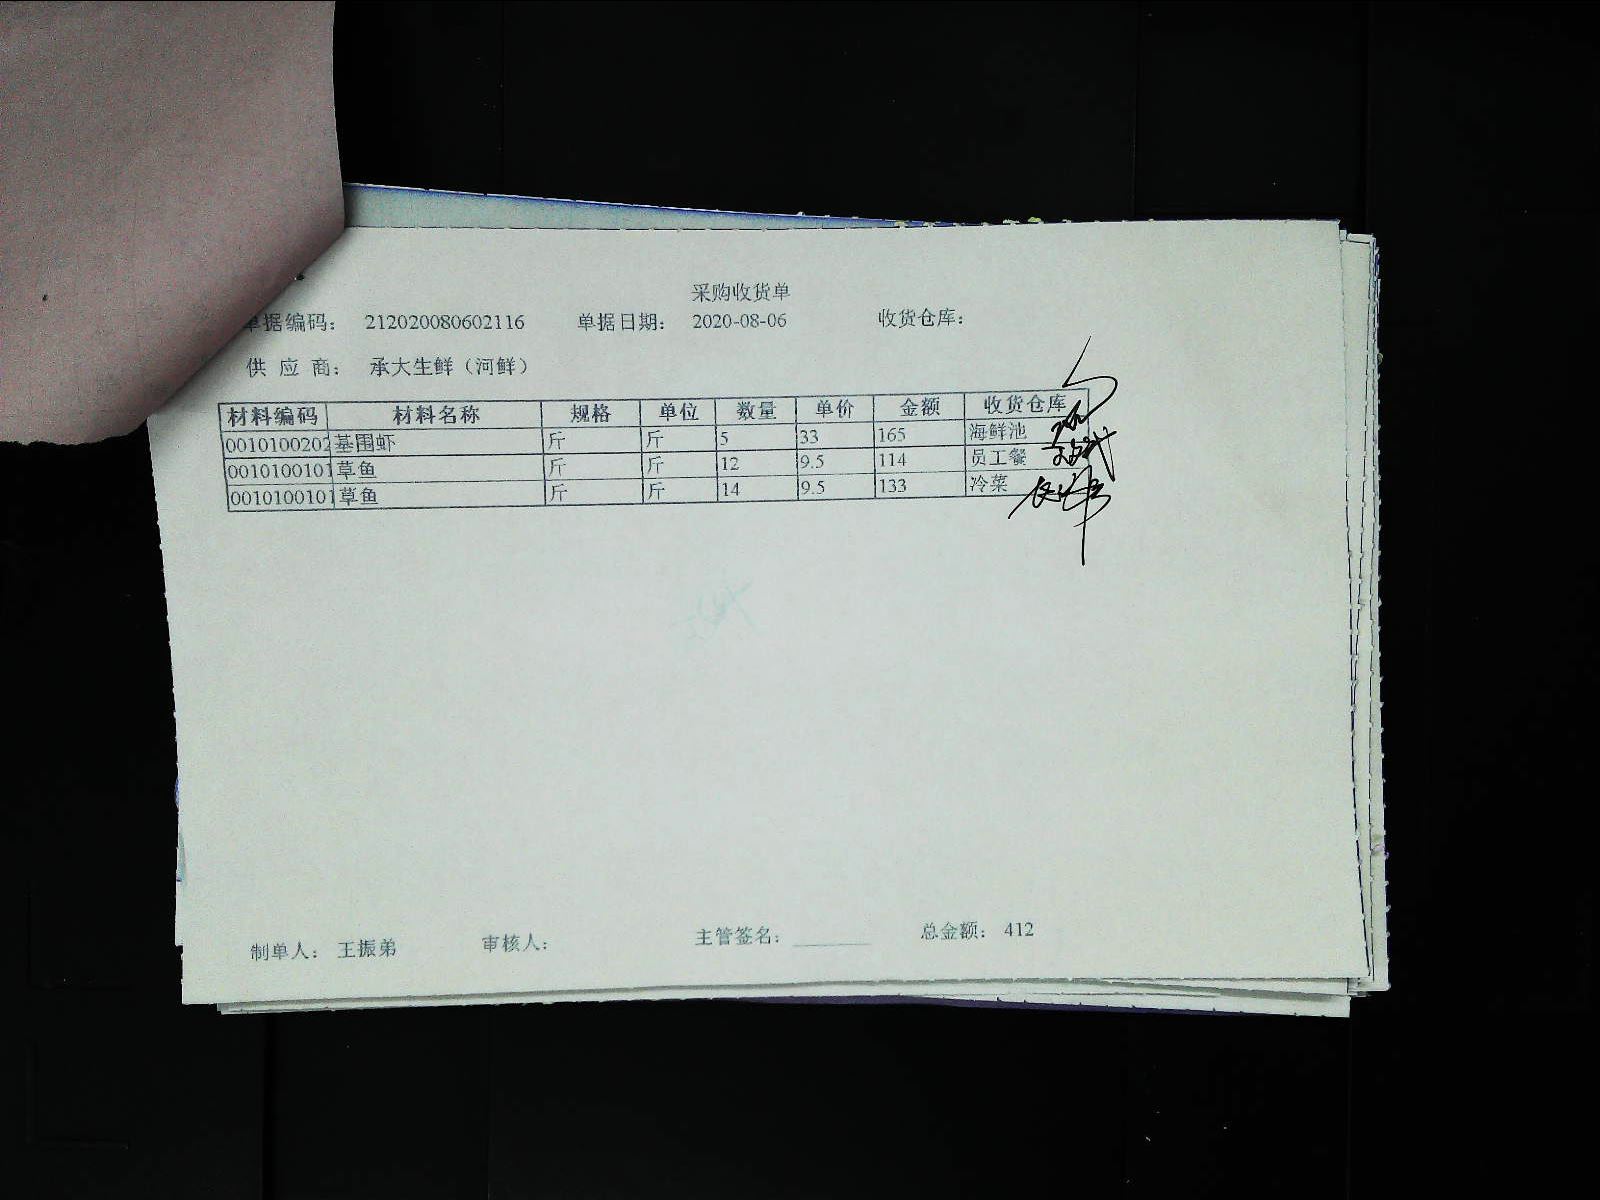 采购收货单
单据编码： 212020080602116 单据日期： 2020-08-06 收货仓库：
供 应 商： 承大生鲜（河鲜）
材料编码 材料名称 规格 单位 数量 单价 金额 收货仓库
0010100202 基围虾 斤 斤 5 33 165 海鲜池
0010100101 草鱼 斤 斤 12 9.5 114 员工餐
0010100101 草鱼 斤 斤 14 9.5 133 冷菜
制单人： 王振弟 审核人： 主管签名： 总金额： 412